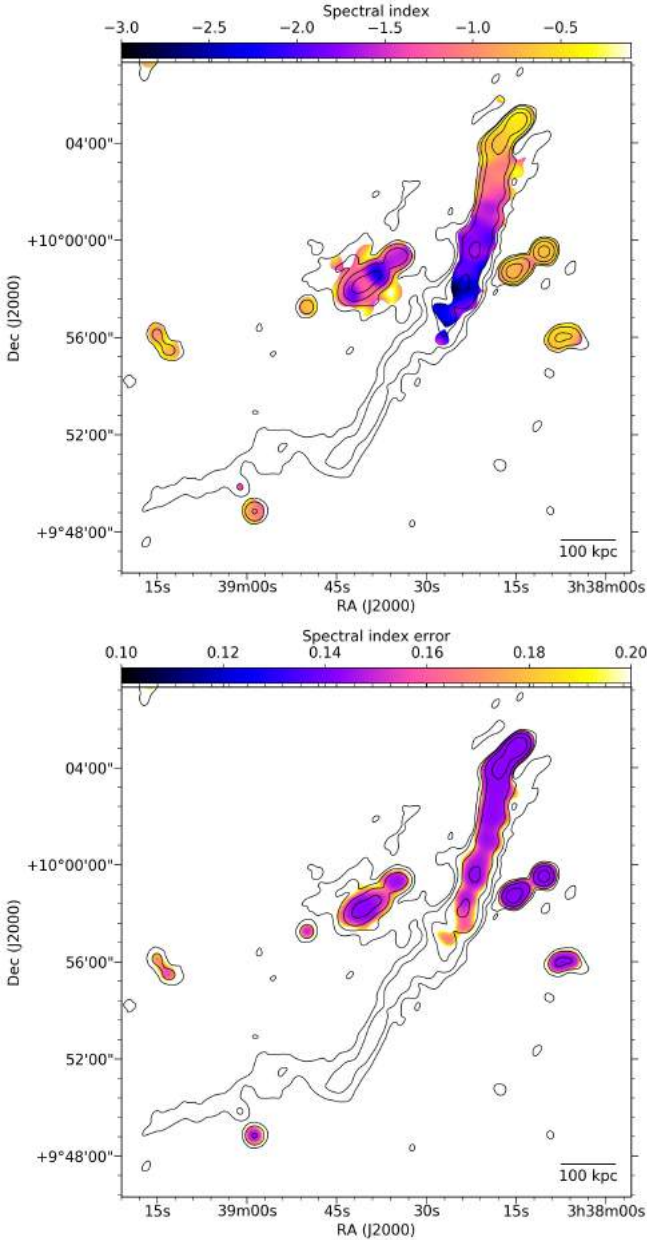 Spectral index
−3.0 −2.5 −2.0 −1.5 −1.0 −0.5
04'00"
+10°00'00"
56'00"
52'00"
+9°48'00"
Dec (J2000)
100 kpc
15s 39m00s 45s 30s 15s 3h38m00s
RA (J2000)
Spectral index error
0.10 0.12 0.14 0.16 0.18 0.20
04'00"
+10°00'00"
56'00"
52'00"
+9°48'00"
Dec (J2000)
100 kpc
15s 39m00s 45s 30s 15s 3h38m00s
RA (J2000)